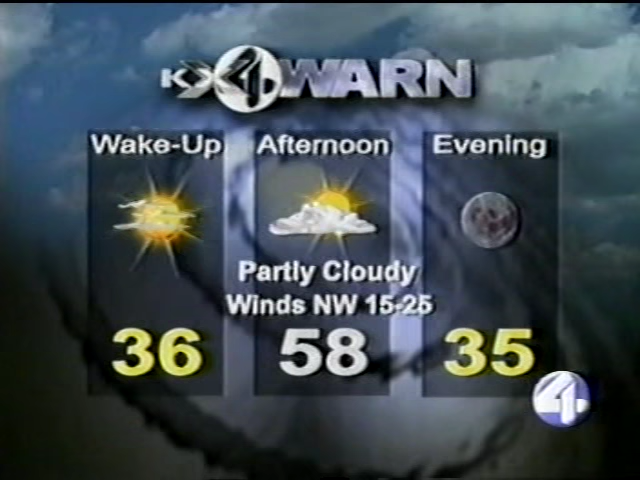 KX4WARN
Wake-Up Afternoon Evening
Partly Cloudy
Winds NW 15-25
36 58 35
4